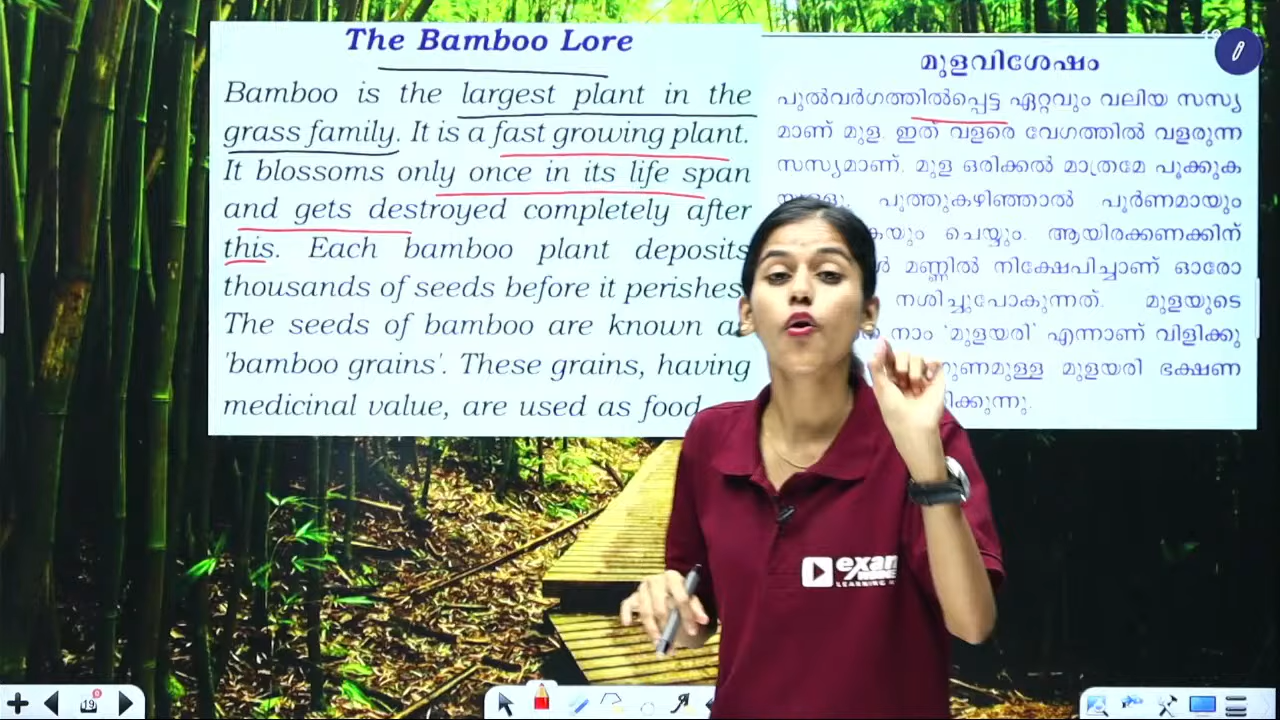 The Bamboo Lore
Bamboo is the largest plant in the
grass family. It is a fast growing plant.
It blossoms only once in its life span
and gets destroyed completely after
this. Each bamboo plant deposits
thousands of seeds before it perishes
The seeds of bamboo are known
'bamboo grains'. These grains, having
medicinal value, are used as food
മുളവിശേഷം
പുൽവർഗത്തിൽപ്പെട്ട ഏറ്റവും വലിയ സസ്യ
മാണ് മുള. ഇത് വളരെ വേഗത്തിൽ വളരുന്ന
സസ്യമാണ്. മുള ഒരിക്കൽ മാത്രമേ പൂക്കുക
പൂത്തുകഴിഞ്ഞാൽ പൂർണമായും
ചെയ്യും. ആയിരക്കണക്കിന്
മണ്ണിൽ നിക്ഷേപിച്ചാണ് ഓരോ
നശിച്ചുപോകുന്നത്. മുളയുടെ
നാം 'മുളയരി' എന്നാണ് വിളിക്കു
മുളയരി ഭക്ഷണ
exam
19